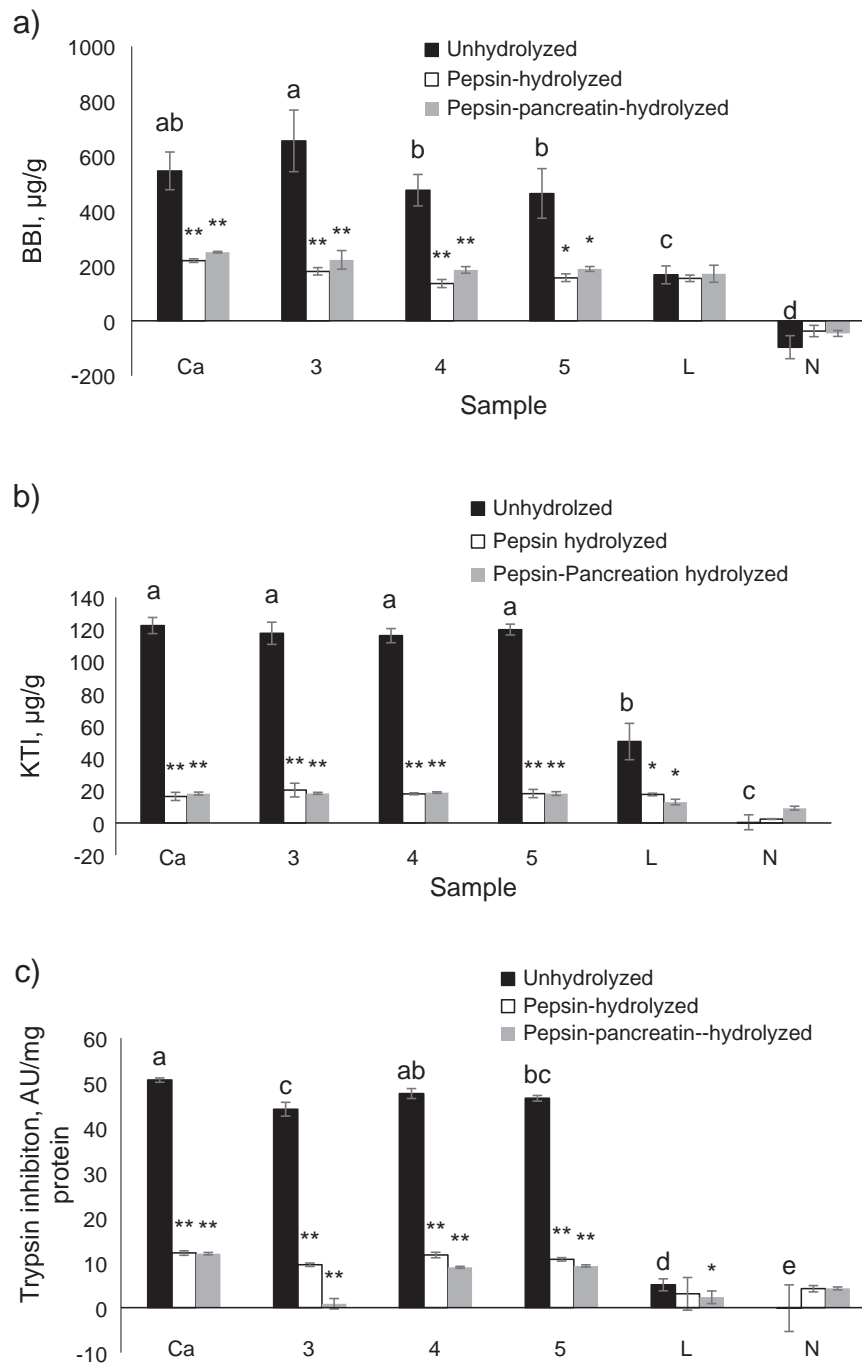 a)
1000
800
600
400
200
0
-200
BBI, µg/g
Unhydrolyzed
Pepsin-hydrolyzed
Pepsin-pancreatin-hydrolyzed
ab
a
b
b
c
d
** **
** **
** **
* *
Ca 3 4 5 L N
Sample
b)
Unhydrolzed
Pepsin hydrolyzed
Pepsin-Pancreation hydrolyzed
140
120
100
80
60
40
20
0
-20
KTI, µg/g
a
a
a
a
b
c
** **
** **
** **
** **
* *
Ca 3 4 5 L N
Sample
c)
Unhydrolyzed
Pepsin-hydrolyzed
Pepsin-pancreatin--hydrolyzed
60
50
40
30
20
10
0
-10
Trypsin inhibiton, AU/mg
protein
a
c
ab
bc
d
e
** **
** **
** **
** **
*
Ca 3 4 5 L N